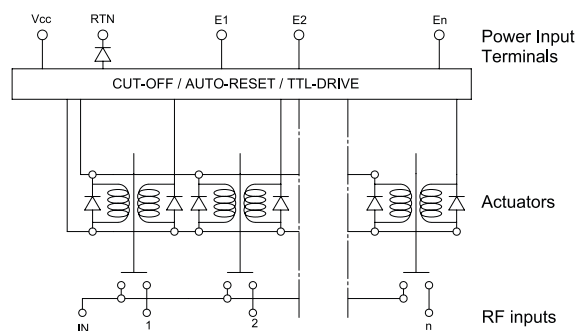 Vcc RTN E1 E2 En
Power Input
Terminals
CUT-OFF / AUTO-RESET / TTL-DRIVE
Actuators
IN 1 2 n
RF inputs